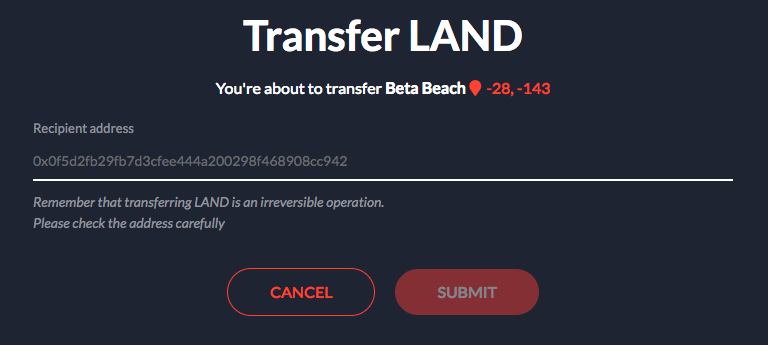 Transfer LAND
You're about to transfer Beta Beach -28, -143
Recipient address
0x0f5d2fb29fb7d3cfee444a200298f468908cc942
Remember that transferring LAND is an irreversible operation.
Please check the address carefully
CANCEL SUBMIT